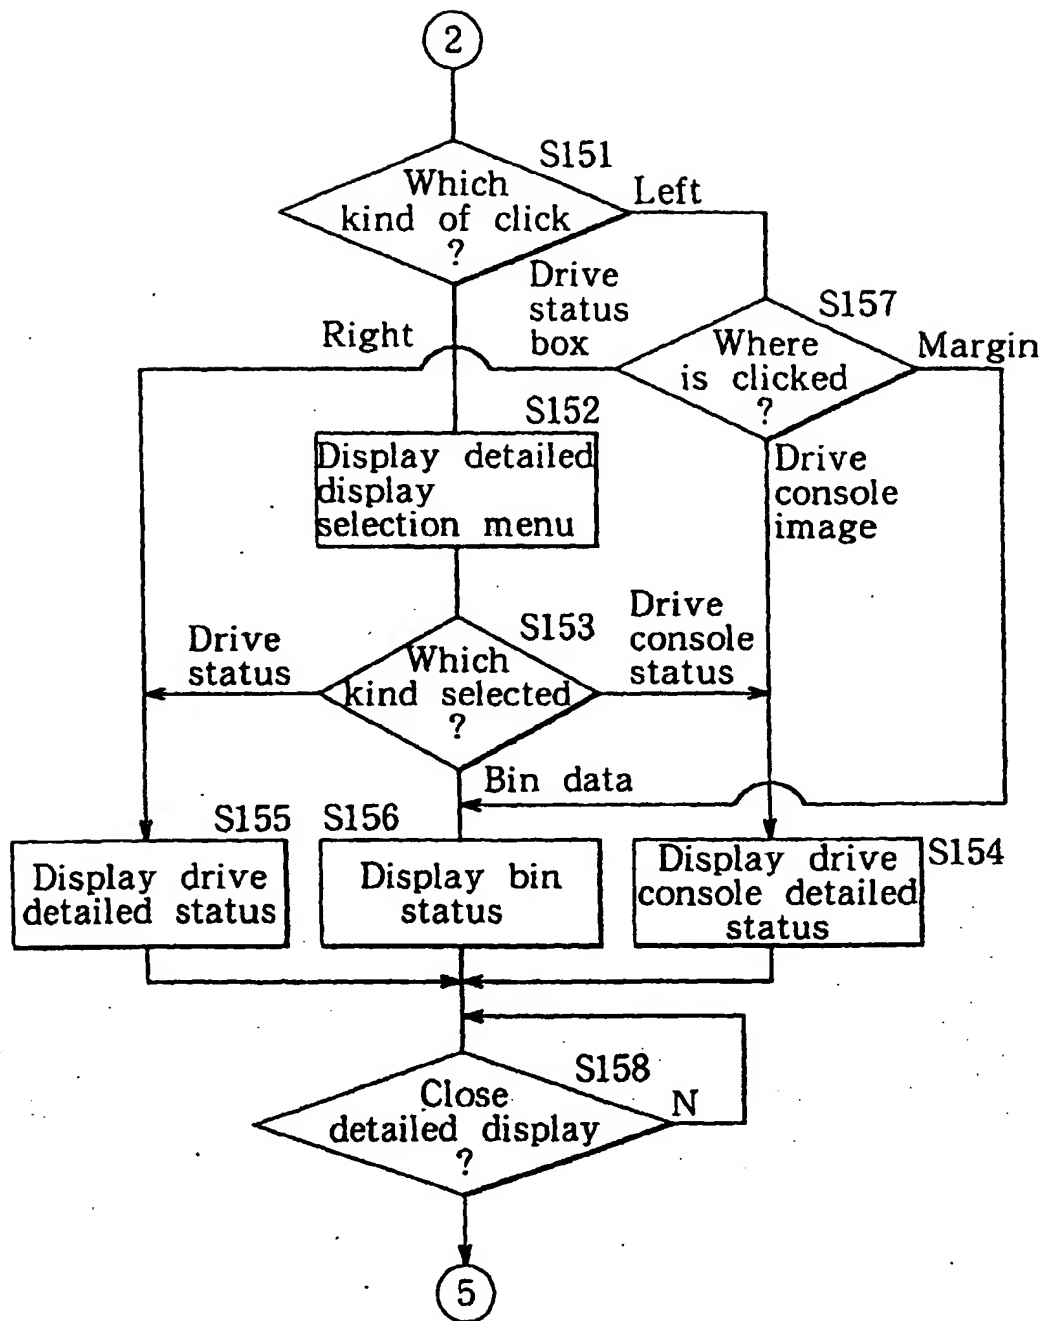 2
S151
Which
kind of click
?
Left
Drive
status
box
Right
S157
Where
is clicked
?
Margin
S152
Display detailed
display
selection menu
Drive
console
image
S153
Which
kind selected
?
Drive
status
Drive
console
status
Bin data
S155
Display drive
detailed status
S156
Display bin
status
S154
Display drive
console detailed
status
S158
Close
detailed display
?
N
5